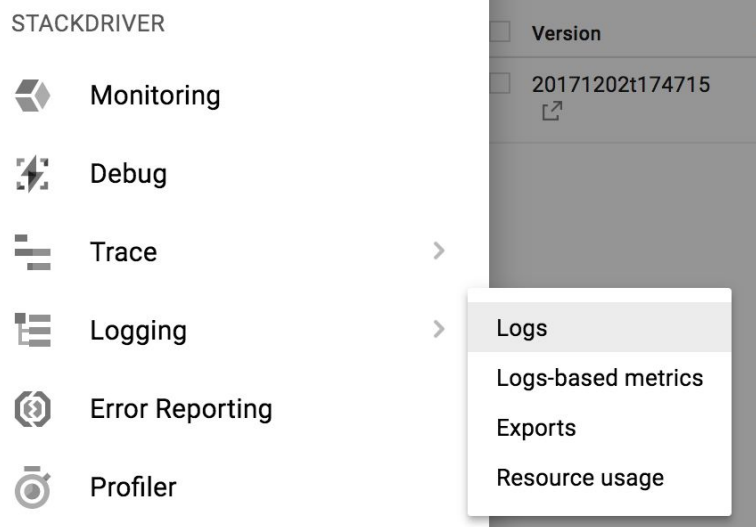 STACKDRIVER
Monitoring
Debug
Trace
Logging
Error Reporting
Profiler
Version
20171202t174715
Logs
Logs-based metrics
Exports
Resource usage